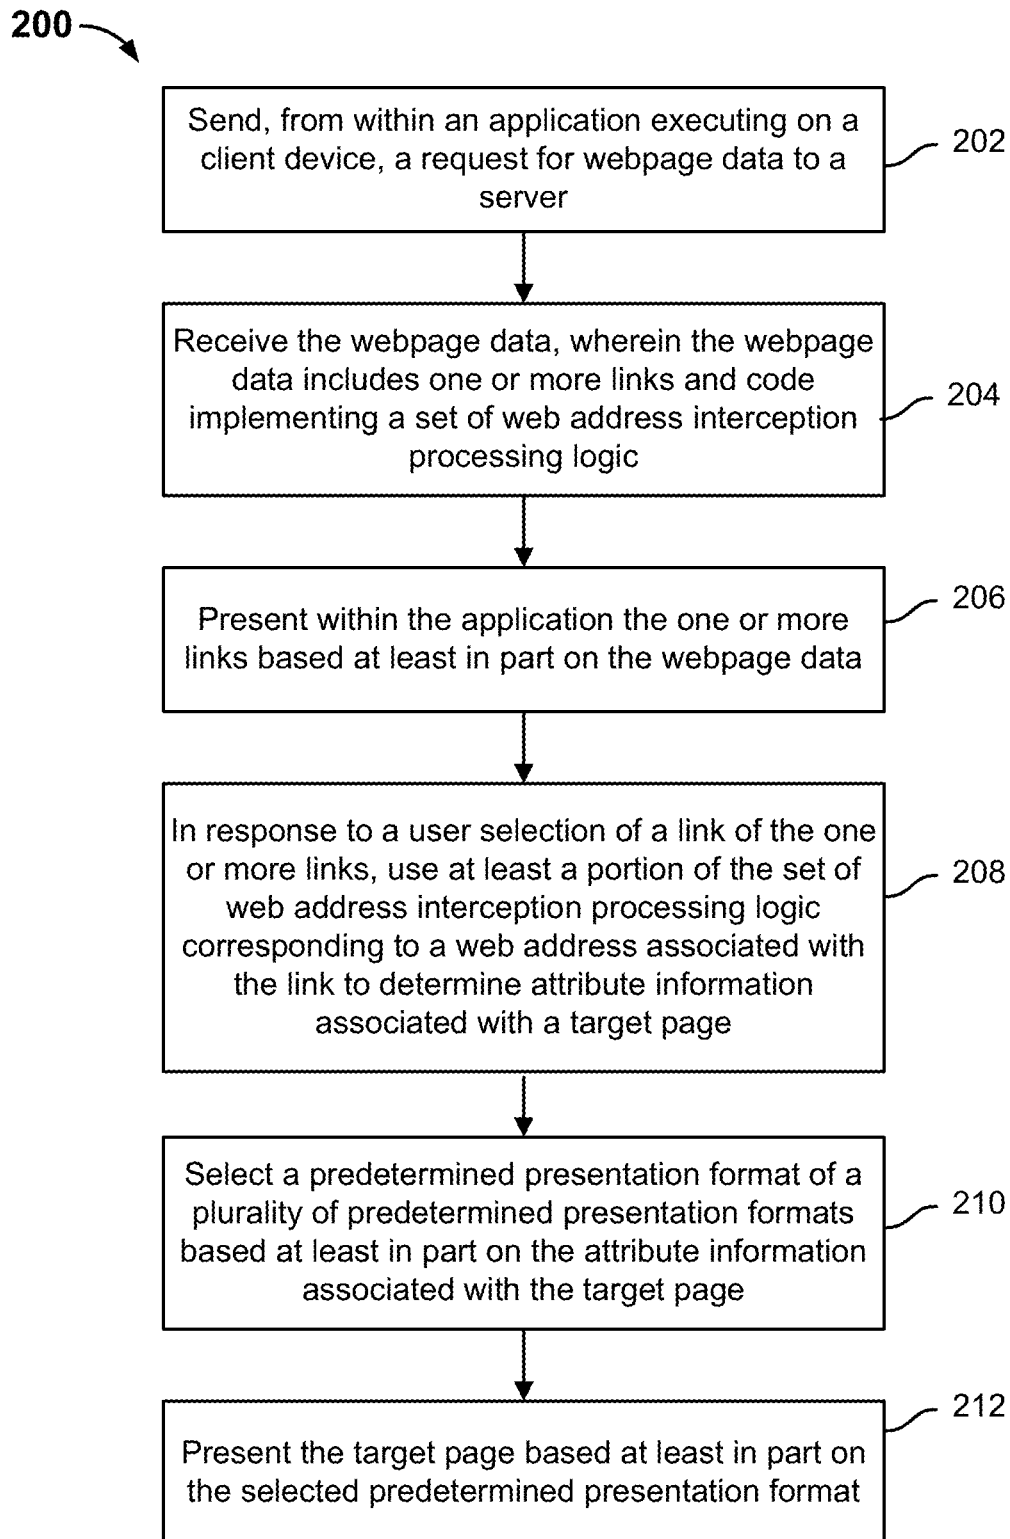 200
Send, from within an application executing on a
client device, a request for webpage data to a
server
202
Receive the webpage data, wherein the webpage
data includes one or more links and code
implementing a set of web address interception
processing logic
204
Present within the application the one or more
links based at least in part on the webpage data
206
In response to a user selection of a link of the one
or more links, use at least a portion of the set of
web address interception processing logic
corresponding to a web address associated with
the link to determine attribute information
associated with a target page
208
Select a predetermined presentation format of a
plurality of predetermined presentation formats
based at least in part on the attribute information
associated with the target page
210
Present the target page based at least in part on
the selected predetermined presentation format
212